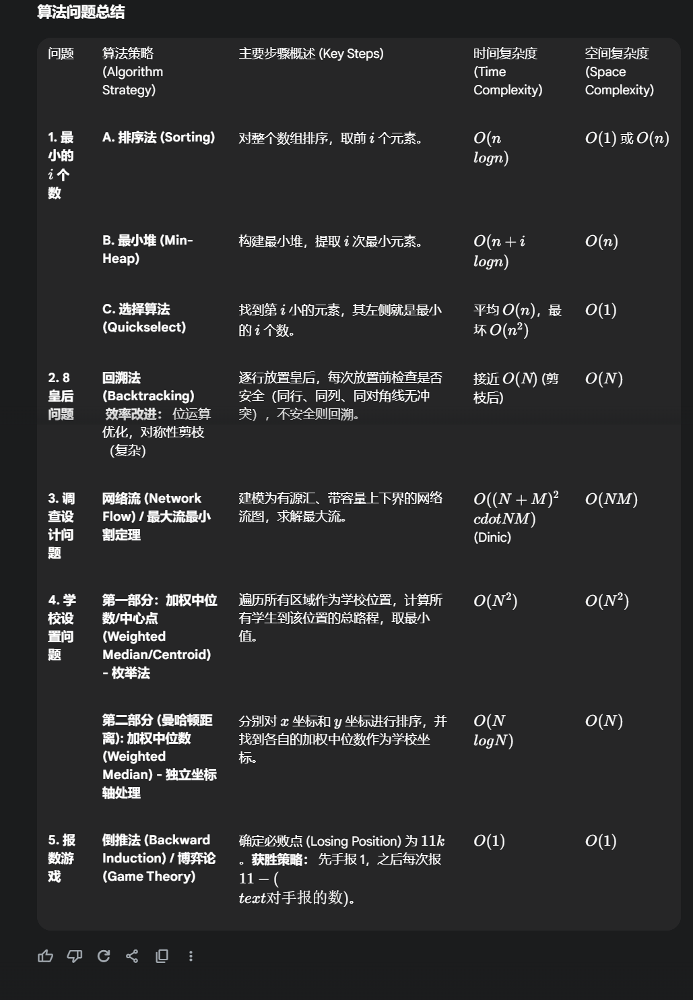 算法问题总结
问题
算法策略
(Algorithm
Strategy)
主要步骤概述 (Key Steps)
时间复杂度
(Time
Complexity)
空间复杂度
(Space
Complexity)
1. 最
小的
i 个
数
A. 排序法 (Sorting)
对整个数组排序，取前 i 个元素。
O(n
logn)
O(1) 或 O(n)
B. 最小堆 (Min-
Heap)
构建最小堆，提取 i 次最小元素。
O(n + i
logn)
O(n)
C. 选择算法
(Quickselect)
找到第 i 小的元素，其左侧就是最小
的 i 个数。
平均 O(n)，最
坏 O(n²)
O(1)
2. 8
皇后
问题
回溯法
(Backtracking)
效率改进： 位运算
优化，对称性剪枝
（复杂）
逐行放置皇后，每次放置前检查是否
安全（同行、同列、同对角线无冲
突），不安全则回溯。
接近 O(N) (剪
枝后)
O(N)
3. 调
查设
计问
题
网络流 (Network
Flow) / 最大流最小
割定理
建模为有源汇、带容量上下界的网络
流图，求解最大流。
O((N + M)²
cdotNM)
(Dinic)
O(NM)
4. 学
校设
置问
题
第一部分：加权中位
数/中心点
(Weighted
Median/Centroid)
- 枚举法
遍历所有区域作为学校位置，计算所
有学生到该位置的总路程，取最小
值。
O(N²)
O(N²)
第二部分 (曼哈顿距
离): 加权中位数
(Weighted
Median) - 独立坐标
轴处理
分别对 x 坐标和 y 坐标进行排序，并
找到各自的加权中位数作为学校坐
标。
O(N
logN)
O(N)
5. 报
数游
戏
倒推法 (Backward
Induction) / 博弈论
(Game Theory)
确定必败点 (Losing Position) 为 11k
。获胜策略： 先手报 1，之后每次报
11 − (
text对手报的数)。
O(1)
O(1)